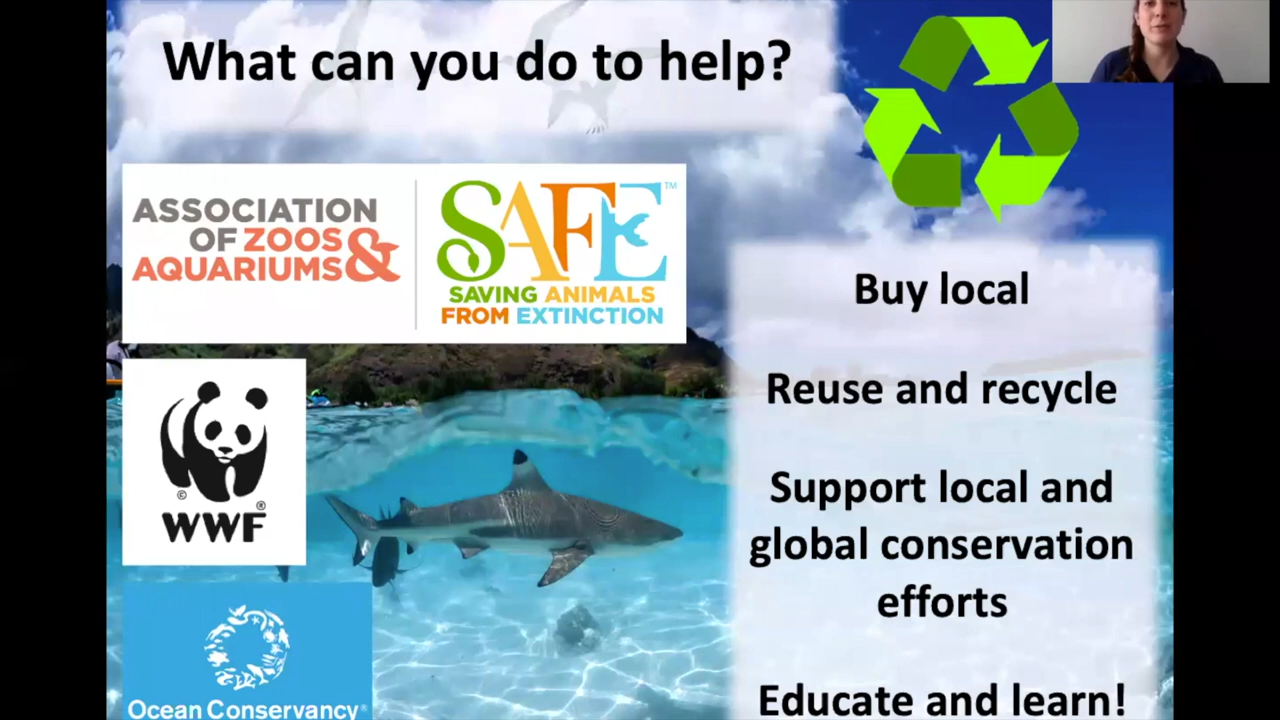 What can you do to help?
ASSOCIATION
OF ZOOS &
AQUARIUMS
SAFE™
SAVING ANIMALS
FROM EXTINCTION
©
WWF®
Ocean Conservancy®
Buy local
Reuse and recycle
Support local and
global conservation
efforts
Educate and learn!